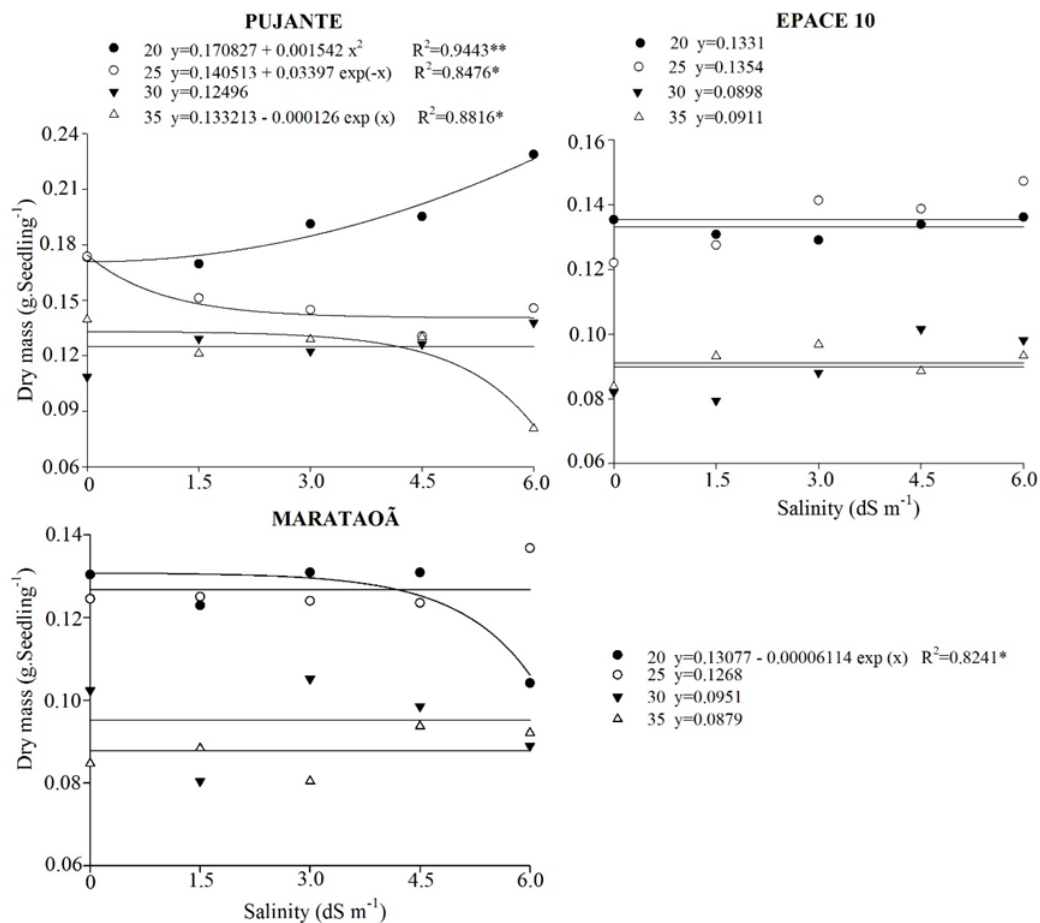 PUJANTE
20 y=0.170827 + 0.001542 x² R²=0.9443**
25 y=0.140513 + 0.03397 exp(-x) R²=0.8476*
30 y=0.12496
35 y=0.133213 - 0.000126 exp (x) R²=0.8816*
0.24
0.21
0.18
0.15
0.12
0.09
0.06
Dry mass (g.Seedling⁻¹)
0 1.5 3.0 4.5 6.0
EPACE 10
20 y=0.1331
25 y=0.1354
30 y=0.0898
35 y=0.0911
0.16
0.14
0.12
0.10
0.08
0.06
0 1.5 3.0 4.5 6.0
Salinity (dS m⁻¹)
MARATAOÃ
0.14
0.12
0.10
0.08
0.06
Dry mass (g.Seedling⁻¹)
0 1.5 3.0 4.5 6.0
Salinity (dS m⁻¹)
20 y=0.13077 - 0.00006114 exp (x) R²=0.8241*
25 y=0.1268
30 y=0.0951
35 y=0.0879